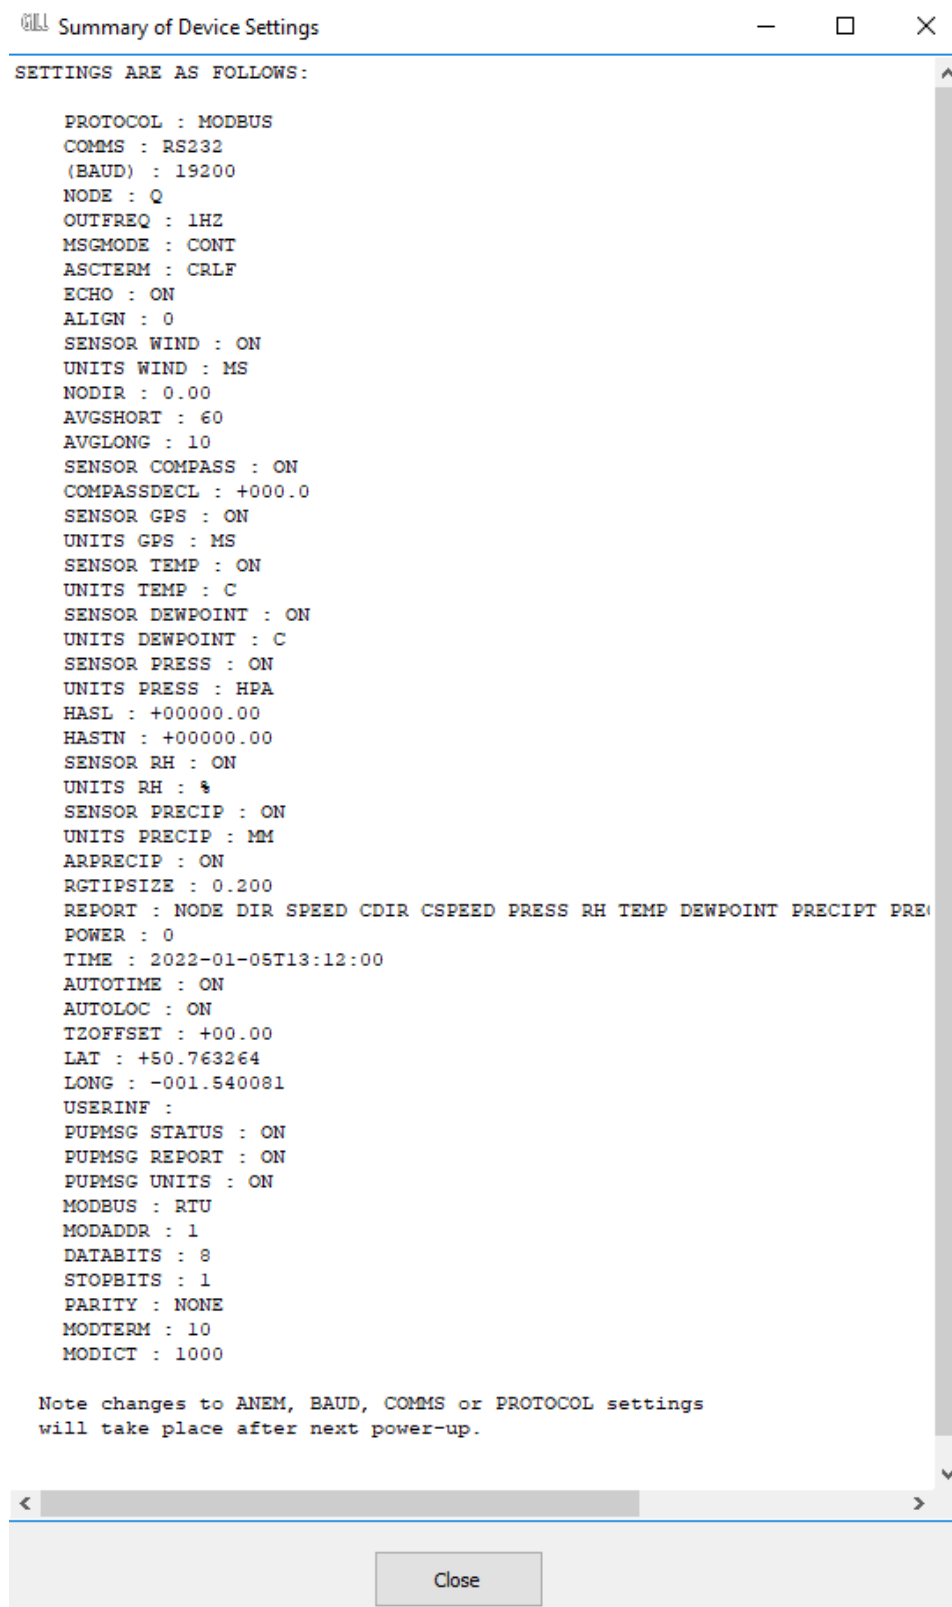 GILL Summary of Device Settings
SETTINGS ARE AS FOLLOWS:
PROTOCOL : MODBUS
COMMS : RS232
(BAUD) : 19200
NODE : Q
OUTFREQ : 1HZ
MSGMODE : CONT
ASCTERM : CRLF
ECHO : ON
ALIGN : 0
SENSOR WIND : ON
UNITS WIND : MS
NODIR : 0.00
AVGSHORT : 60
AVGLONG : 10
SENSOR COMPASS : ON
COMPASSDECL : +000.0
SENSOR GPS : ON
UNITS GPS : MS
SENSOR TEMP : ON
UNITS TEMP : C
SENSOR DEWPOINT : ON
UNITS DEWPOINT : C
SENSOR PRESS : ON
UNITS PRESS : HPA
HASL : +00000.00
HASTN : +00000.00
SENSOR RH : ON
UNITS RH : %
SENSOR PRECIP : ON
UNITS PRECIP : MM
ARPRECIP : ON
RGTIPSIZE : 0.200
REPORT : NODE DIR SPEED CDIR CSPEED PRESS RH TEMP DEWPOINT PRECIPT PRE
POWER : 0
TIME : 2022-01-05T13:12:00
AUTOTIME : ON
AUTOLOC : ON
TZOFFSET : +00.00
LAT : +50.763264
LONG : -001.540081
USERINF :
PUPMSG STATUS : ON
PUPMSG REPORT : ON
PUPMSG UNITS : ON
MODBUS : RTU
MODADDR : 1
DATABITS : 8
STOPBITS : 1
PARITY : NONE
MODTERM : 10
MODICT : 1000
Note changes to ANEM, BAUD, COMMS or PROTOCOL settings
will take place after next power-up.
Close